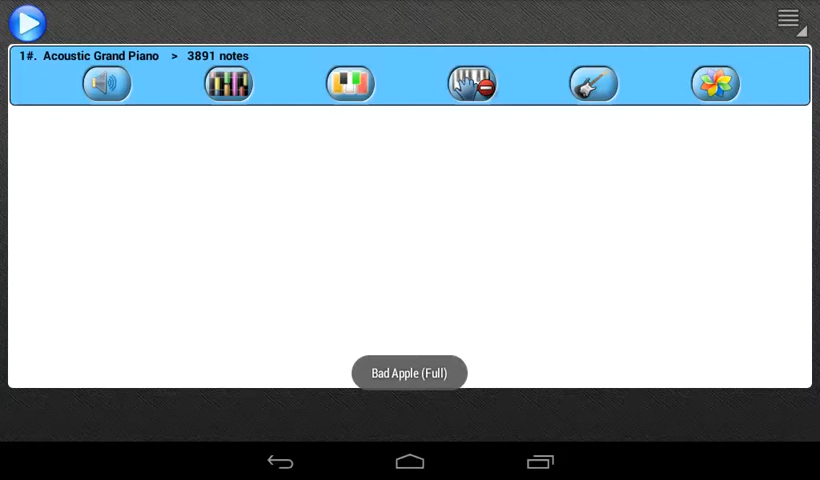 1#. Acoustic Grand Piano > 3891 notes
Bad Apple (Full)